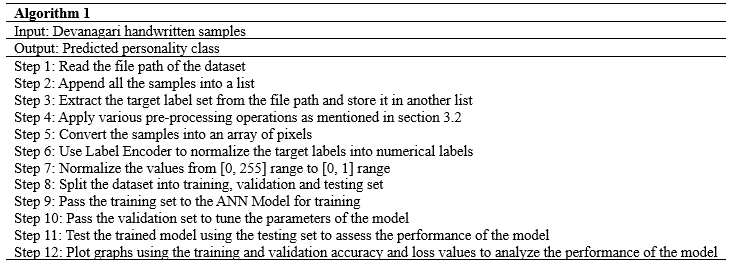 Algorithm 1
Input: Devanagari handwritten samples
Output: Predicted personality class
Step 1: Read the file path of the dataset
Step 2: Append all the samples into a list
Step 3: Extract the target label set from the file path and store it in another list
Step 4: Apply various pre-processing operations as mentioned in section 3.2
Step 5: Convert the samples into an array of pixels
Step 6: Use Label Encoder to normalize the target labels into numerical labels
Step 7: Normalize the values from [0, 255] range to [0, 1] range
Step 8: Split the dataset into training, validation and testing set
Step 9: Pass the training set to the ANN Model for training
Step 10: Pass the validation set to tune the parameters of the model
Step 11: Test the trained model using the testing set to assess the performance of the model
Step 12: Plot graphs using the training and validation accuracy and loss values to analyze the performance of the model